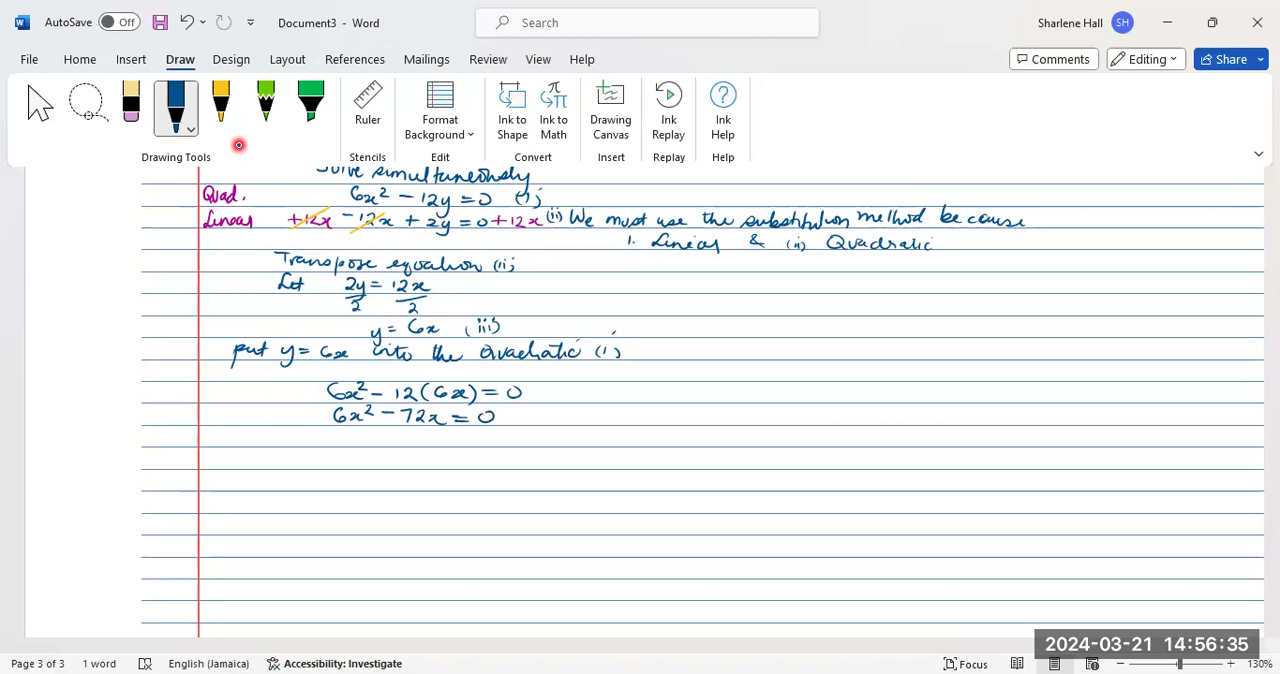 AutoSave Off Document3 - Word Search Sharlene Hall SH
File Home Insert Draw Design Layout References Mailings Review View Help Comments Editing Share
Ruler Format Background Ink to Shape Ink to Math Drawing Canvas Ink Replay Ink Help
Drawing Tools Stencils Edit Convert Insert Replay Help
Solve simultaneously
Quad. 6x² - 12y = 0 (i)
Linear +12x - 12x + 2y = 0 + 12x (ii) We must use the substitution method because
1. Linear & (ii) Quadratic
Transpose equation (ii)
Let 2y = 12x
2 2
y = 6x (iii)
put y = 6x into the Quadratic (i)
6x² - 12(6x) = 0
6x² - 72x = 0
2024-03-21 14:56:35
Page 3 of 3 1 word English (Jamaica) Accessibility: Investigate Focus 130%